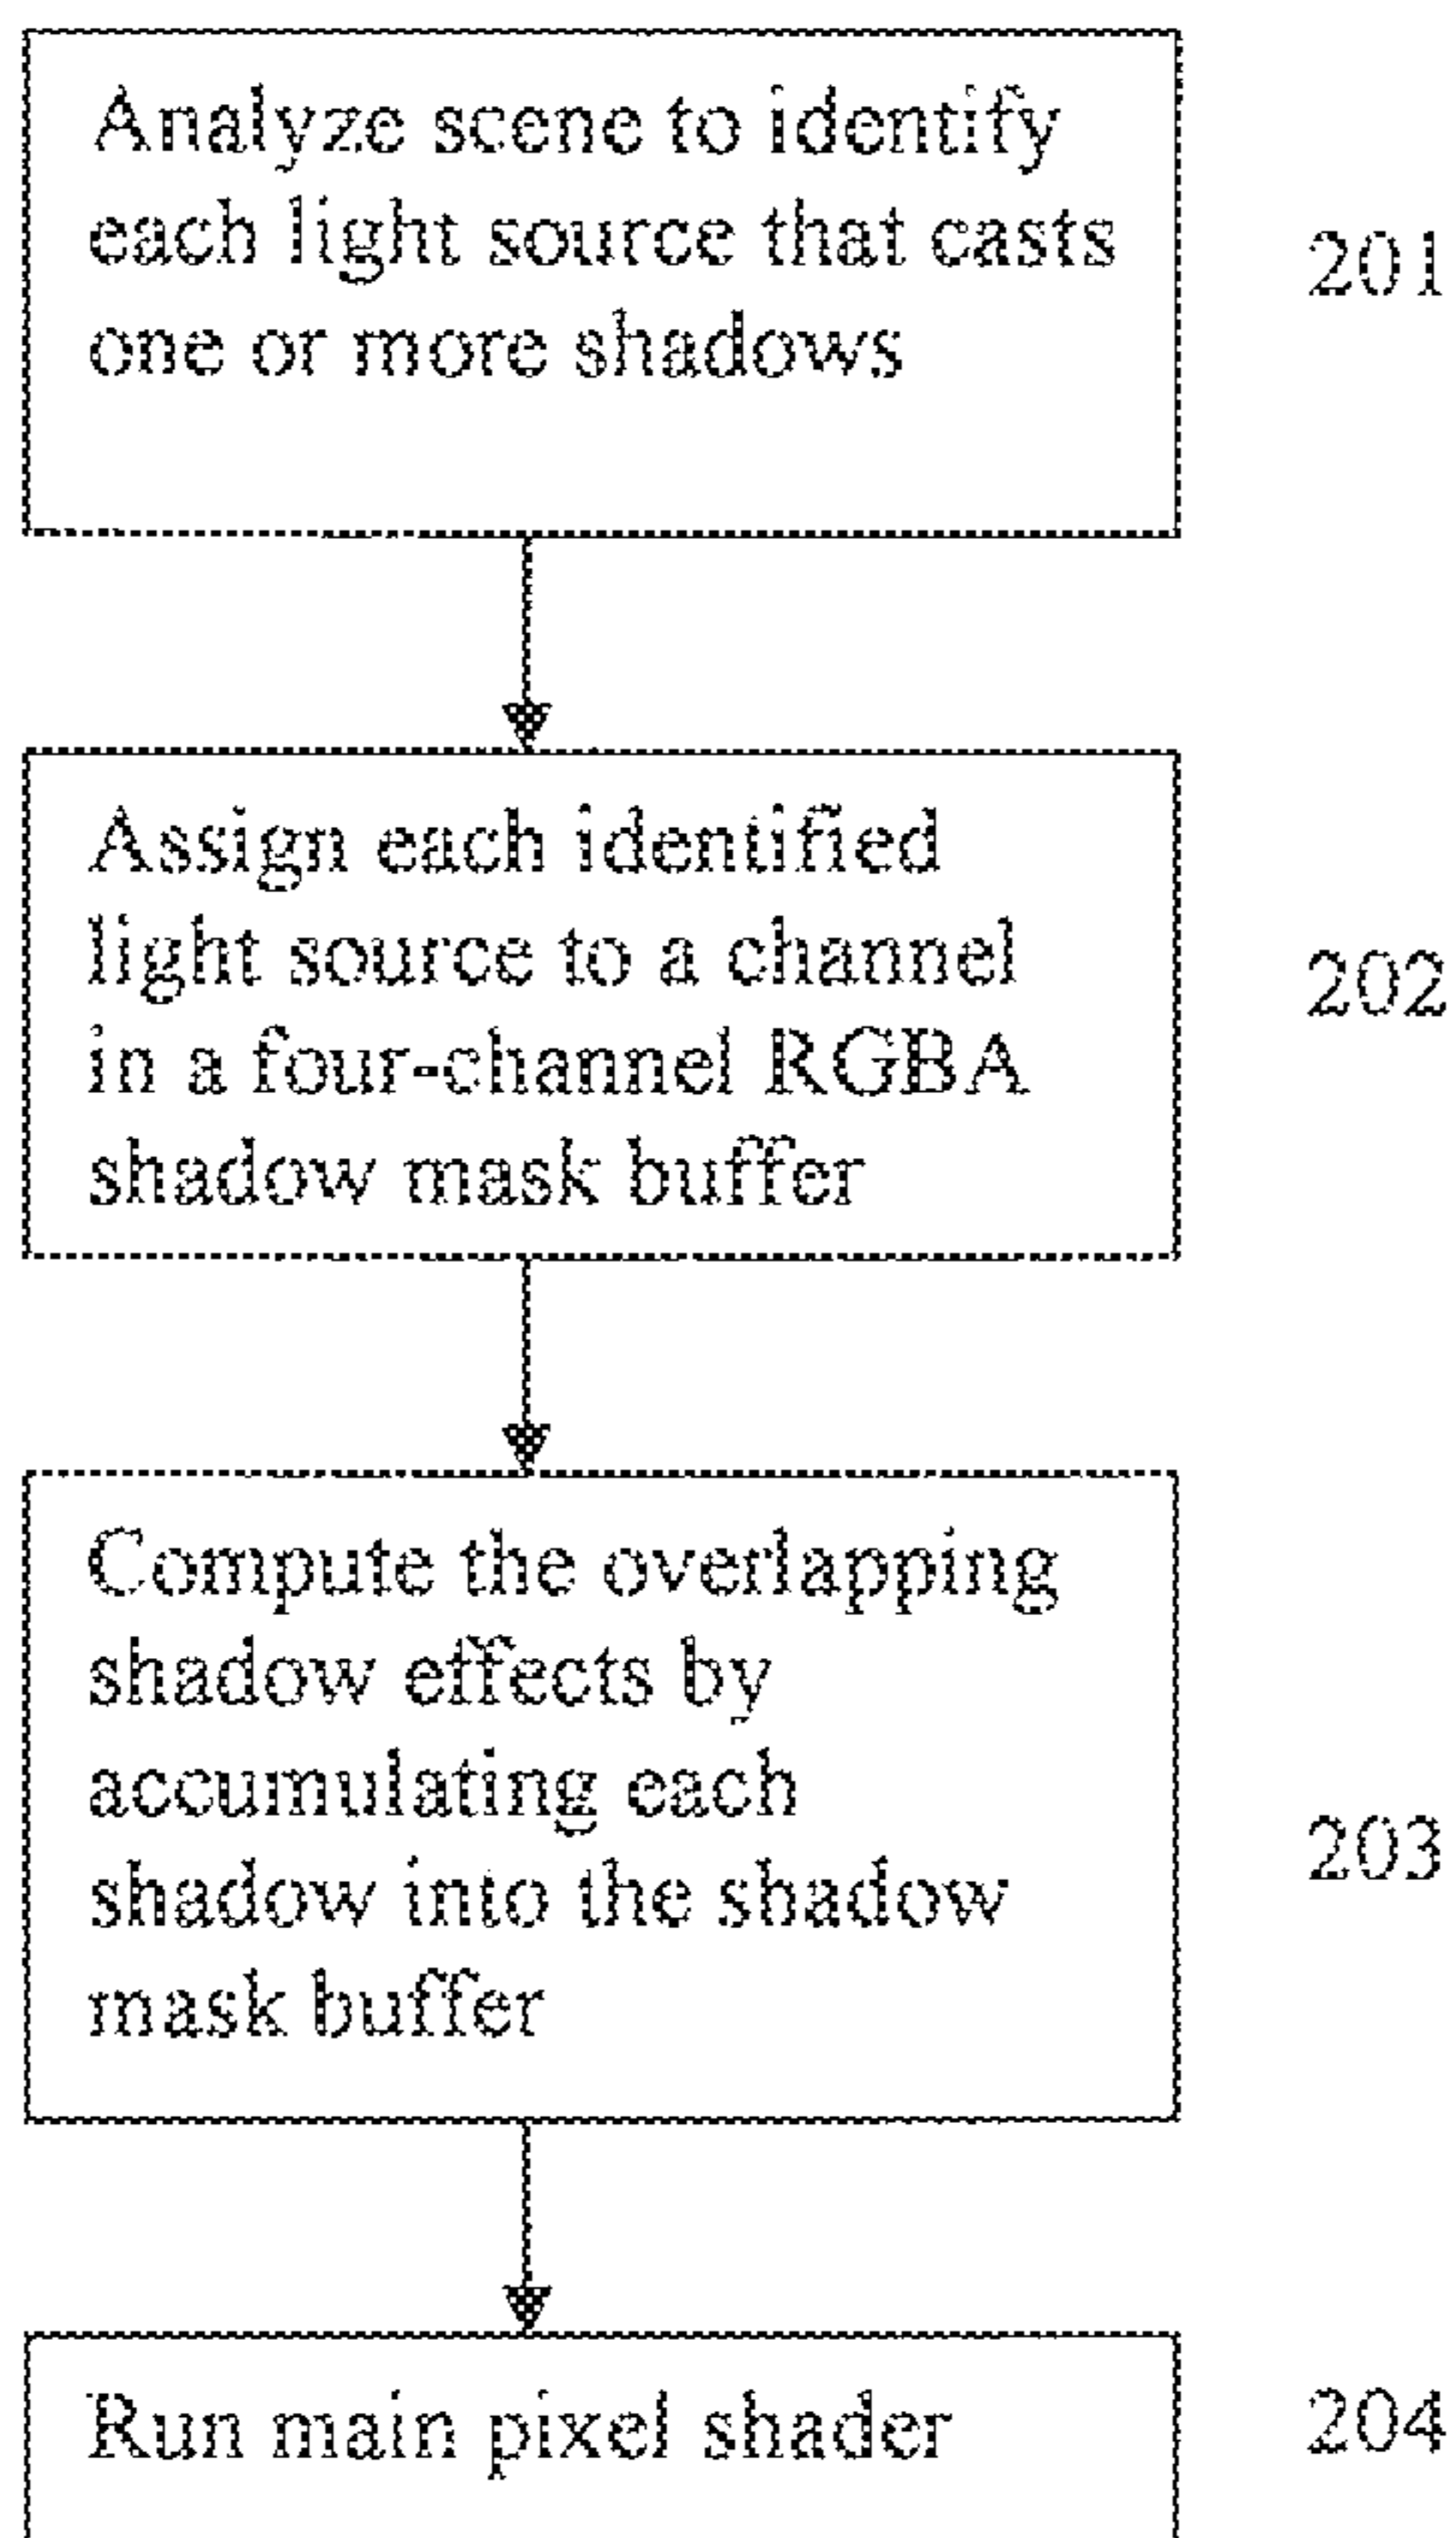 Analyze scene to identify
each light source that casts
one or more shadows
201
Assign each identified
light source to a channel
in a four-channel RGBA
shadow mask buffer
202
Compute the overlapping
shadow effects by
accumulating each
shadow into the shadow
mask buffer
203
Run main pixel shader
204